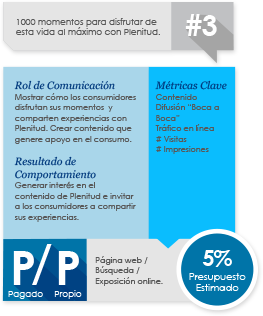 1000 momentos para disfrutar de
esta vida al máximo con Plenitud.
#3
Rol de Comunicación
Mostrar cómo los consumidores
disfrutan sus momentos y
comparten experiencias con
Plenitud. Crear contenido que
genere apoyo en el consumo.
Resultado de
Comportamiento
Generar interés en el
contenido de Plenitud e invitar
a los consumidores a compartir
sus experiencias.
Métricas Clave
Contenido
Difusión "Boca a
Boca"
Tráfico en línea
# Visitas
# Impresiones
P/P
Pagado Propio
Página web /
Búsqueda /
Exposición online.
5%
Presupuesto
Estimado